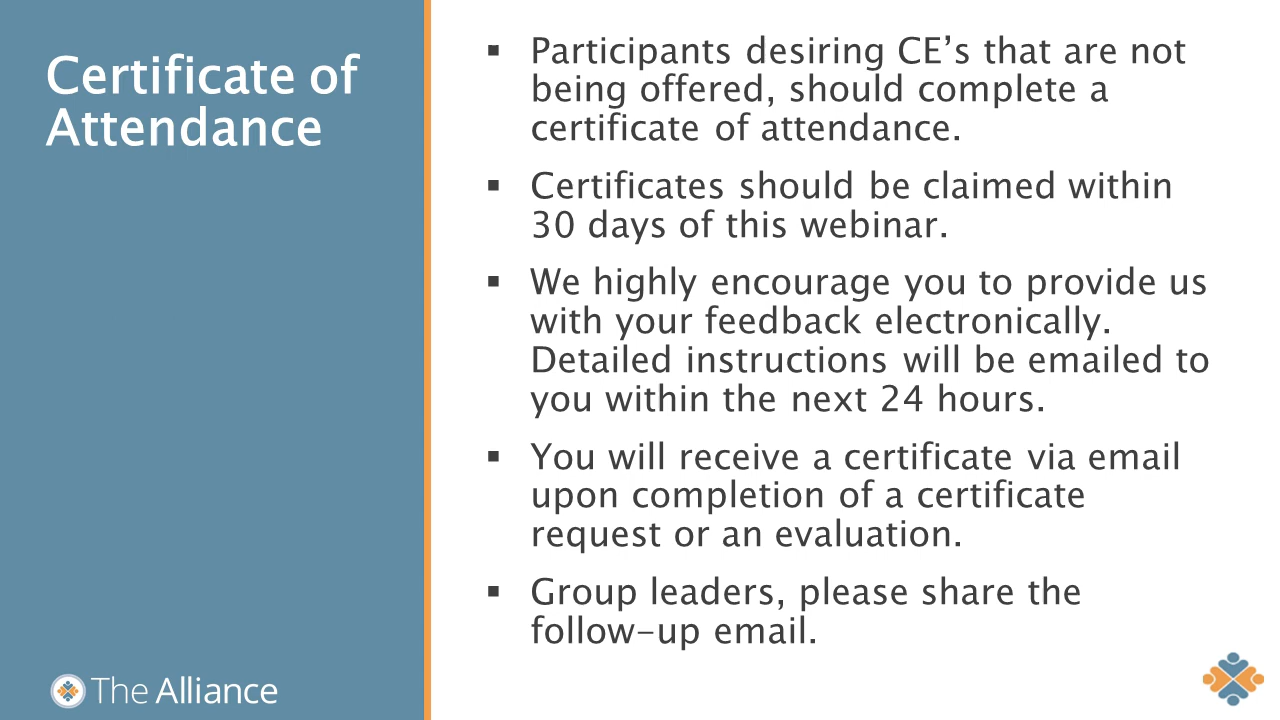 Certificate of
Attendance
▪ Participants desiring CE’s that are not
being offered, should complete a
certificate of attendance.
▪ Certificates should be claimed within
30 days of this webinar.
▪ We highly encourage you to provide us
with your feedback electronically.
Detailed instructions will be emailed to
you within the next 24 hours.
▪ You will receive a certificate via email
upon completion of a certificate
request or an evaluation.
▪ Group leaders, please share the
follow-up email.
The Alliance